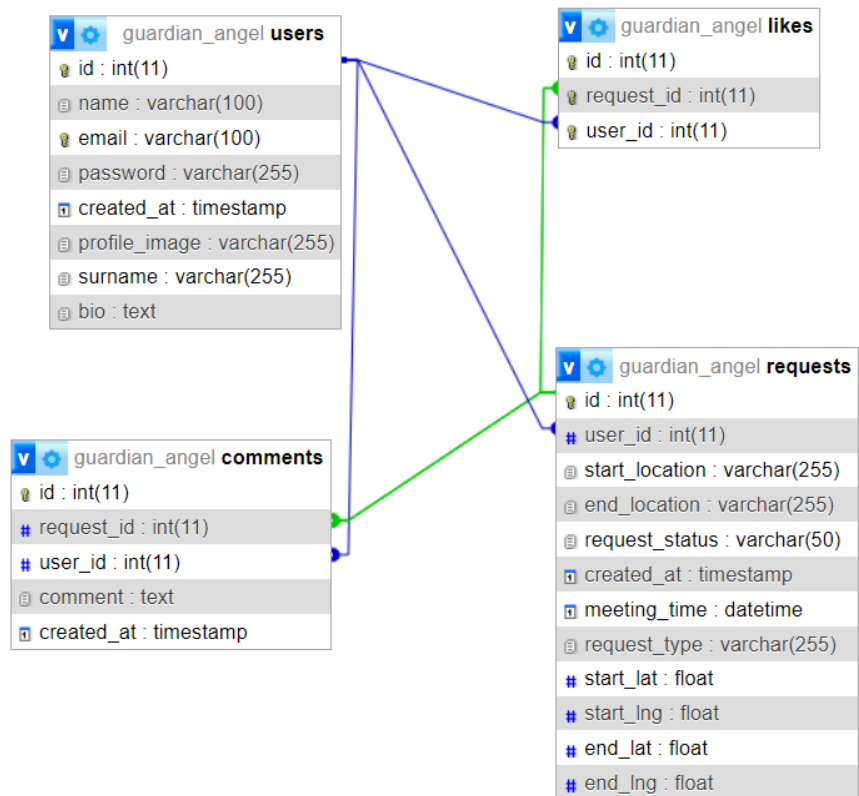 guardian_angel users
id : int(11)
name : varchar(100)
email : varchar(100)
password : varchar(255)
created_at : timestamp
profile_image : varchar(255)
surname : varchar(255)
bio : text
guardian_angel likes
id : int(11)
request_id : int(11)
user_id : int(11)
guardian_angel comments
id : int(11)
request_id : int(11)
user_id : int(11)
comment : text
created_at : timestamp
guardian_angel requests
id : int(11)
user_id : int(11)
start_location : varchar(255)
end_location : varchar(255)
request_status : varchar(50)
created_at : timestamp
meeting_time : datetime
request_type : varchar(255)
start_lat : float
start_lng : float
end_lat : float
end_lng : float